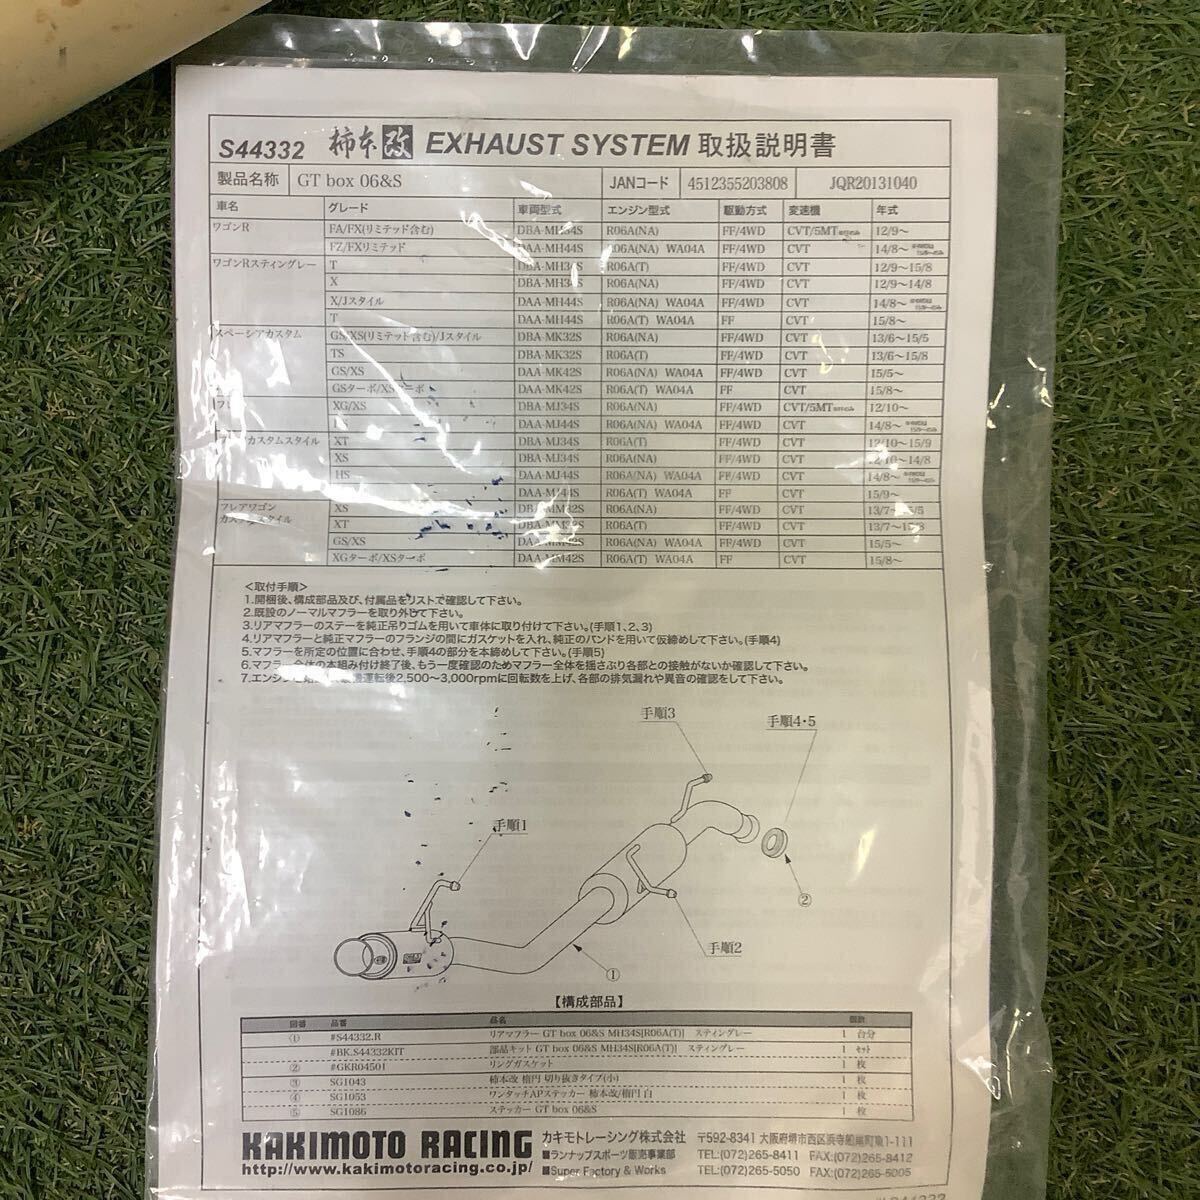 S44332 柿本改 EXHAUST SYSTEM 取扱説明書
製品名称 GT box 06&S JANコード 4512355203808 JQR20131040
車名 グレード 車両型式 エンジン型式 駆動方式 変速機 年式
ワゴンR FA/FX(リミテッド含む) DBA-MH34S R06A(NA) FF/4WD CVT/5MT 12/9〜
FZ/FXリミテッド DAA-MH44S R06A(NA) WA04A FF/4WD CVT 14/8〜
ワゴンRスティングレー T DBA-MH34S R06A(T) FF/4WD CVT 12/9〜15/8
X DBA-MH34S R06A(NA) FF/4WD CVT 12/9〜14/8
X/Jスタイル DAA-MH44S R06A(NA) WA04A FF/4WD CVT 14/8〜
T DAA-MH44S R06A(T) WA04A FF CVT 15/8〜
スペーシアカスタム GS/XS(リミテッド含む)/Jスタイル DBA-MK32S R06A(NA) FF/4WD CVT 13/6〜15/5
TS DBA-MK32S R06A(T) FF/4WD CVT 13/6〜15/8
GS/XS DAA-MK42S R06A(NA) WA04A FF/4WD CVT 15/5〜
GSターボ/XSターボ DAA-MK42S R06A(T) WA04A FF CVT 15/8〜
XG/XS DBA-MJ34S R06A(NA) FF/4WD CVT/5MT 12/10〜
DAA-MJ44S R06A(NA) WA04A FF/4WD CVT 14/8〜
カスタムスタイル XT DBA-MJ34S R06A(T) FF/4WD CVT 12/10〜15/9
XS DBA-MJ34S R06A(NA) FF/4WD CVT 12/10〜14/8
HS DAA-MJ44S R06A(NA) WA04A FF/4WD CVT 14/8〜
DAA-MJ44S R06A(T) WA04A FF CVT 15/9〜
フレアワゴン XS DBA-MM32S R06A(NA) FF/4WD CVT 13/7〜15/5
カスタムスタイル XT DBA-MM32S R06A(T) FF/4WD CVT 13/7〜15/8
GS/XS DAA-MM42S R06A(NA) WA04A FF/4WD CVT 15/5〜
XGターボ/XSターボ DAA-MM42S R06A(T) WA04A FF CVT 15/8〜
＜取付手順＞
1.開梱後、構成部品及び、付属品をリストで確認して下さい。
2.既設のノーマルマフラーを取り外して下さい。
3.リアマフラーのステーを純正吊りゴムを用いて車体に取り付けて下さい。(手順1、2、3)
4.リアマフラーと純正マフラーのフランジの間にガスケットを入れ、純正のバンドを用いて仮締めして下さい。(手順4)
5.マフラーを所定の位置に合わせ、手順4の部分を本締めして下さい。(手順5)
6.マフラー全体の本組み付け終了後、もう一度確認のためマフラー全体を揺さぶり各部との接触がないか確認して下さい。
7.エンジンを始 運転後2,500〜3,000rpmに回転数を上げ、各部の排気漏れや異音の確認をして下さい。
手順3
手順4・5
手順1
②
手順2
①
【構成部品】
図番 品番 品名 個数
① #S44332.R リアマフラー GT box 06&S MH34S[R06A(T)] スティングレー 1 台分
#BK.S44332KIT 部品キット GT box 06&S MH34S[R06A(T)] スティングレー 1 ｾｯﾄ
② #GKR04501 リングガスケット 1 枚
③ SG1043 柿本改 楕円 切り抜きタイプ(小) 1 枚
④ SG1053 ワンタッチAPステッカー 柿本改/楕円 白 1 枚
⑤ SG1086 ステッカー GT box 06&S 1 枚
KAKIMOTO RACING カキモトレーシング株式会社 〒592-8341 大阪府堺市西区浜寺船尾町東1-111
■ランナップスポーツ販売事業部 TEL:(072)265-8411 FAX:(072)265-8412
http://www.kakimotoracing.co.jp/ ■Super Factory & Works TEL:(072)265-5050 FAX:(072)265-5005